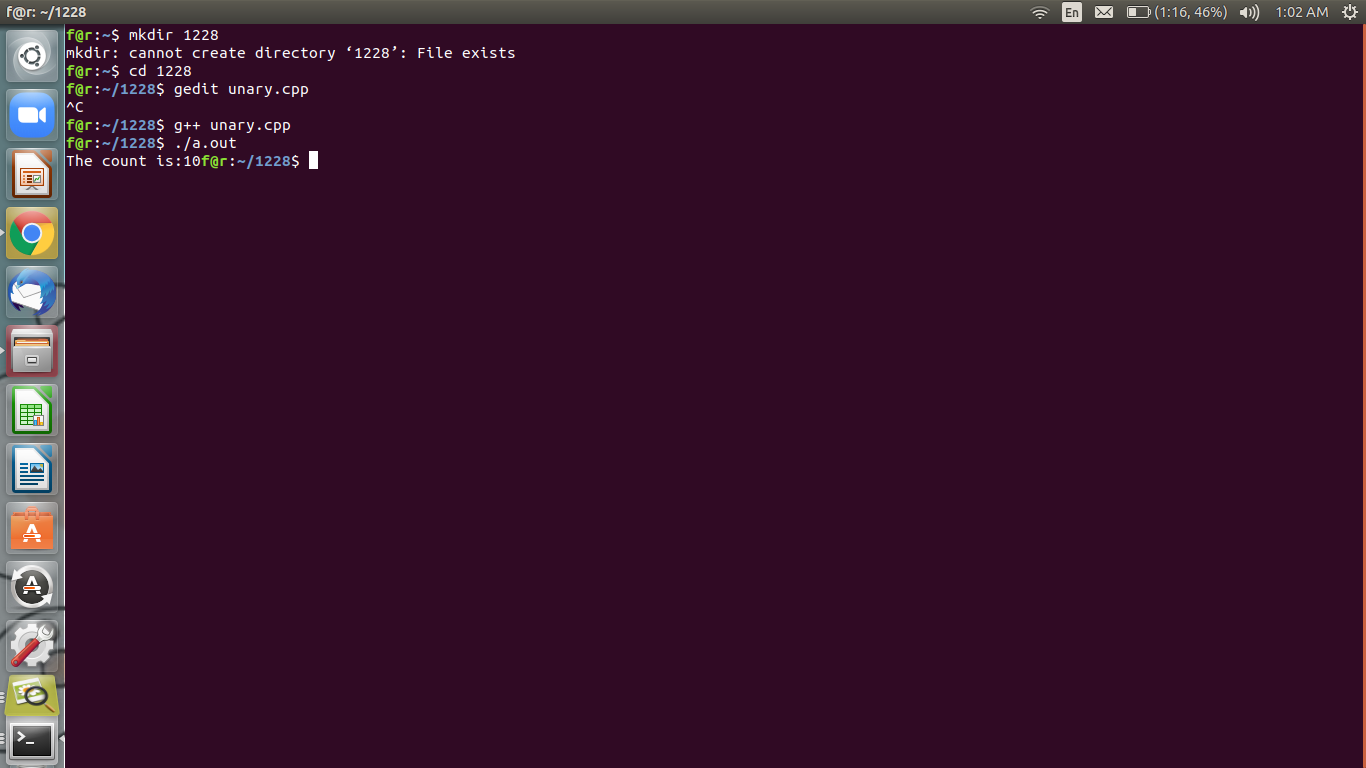 f@r: ~/1228
En
(1:16, 46%)
1:02 AM
f@r:~$ mkdir 1228
mkdir: cannot create directory ‘1228’: File exists
f@r:~$ cd 1228
f@r:~/1228$ gedit unary.cpp
^C
f@r:~/1228$ g++ unary.cpp
f@r:~/1228$ ./a.out
The count is:10f@r:~/1228$